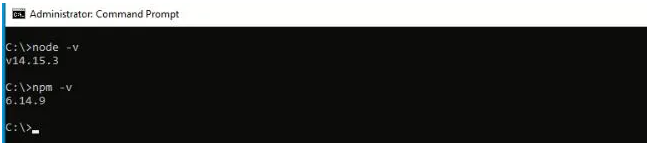 Administrator: Command Prompt
C:\>node -v
v14.15.3
C:\>npm -v
6.14.9
C:\>